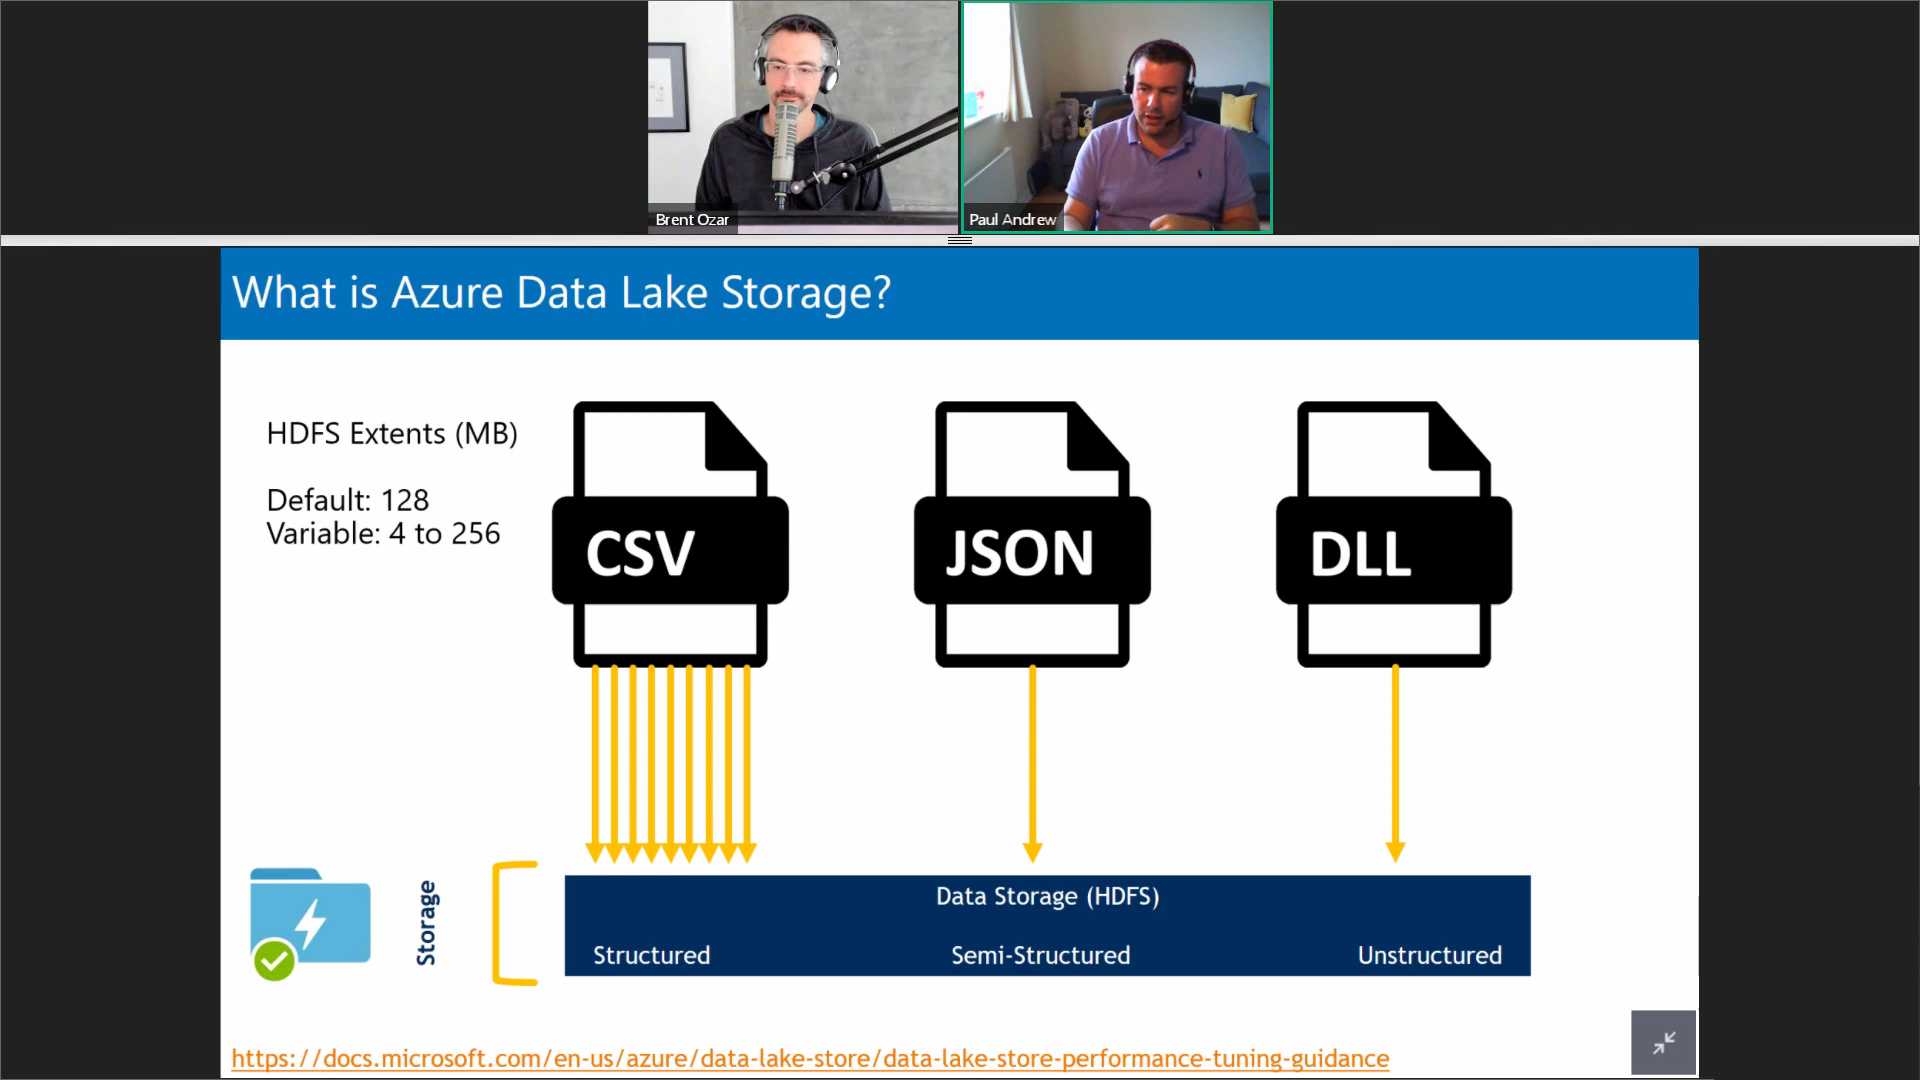 Brent Ozar
Paul Andrew
What is Azure Data Lake Storage?
HDFS Extents (MB)
Default: 128
Variable: 4 to 256
CSV
JSON
DLL
Storage
Data Storage (HDFS)
Structured
Semi-Structured
Unstructured
https://docs.microsoft.com/en-us/azure/data-lake-store/data-lake-store-performance-tuning-guidance